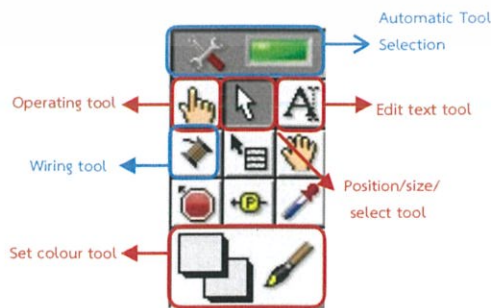 Automatic Tool
Selection
Operating tool
A
Edit text tool
Wiring tool
P
Position/size/
select tool
Set colour tool